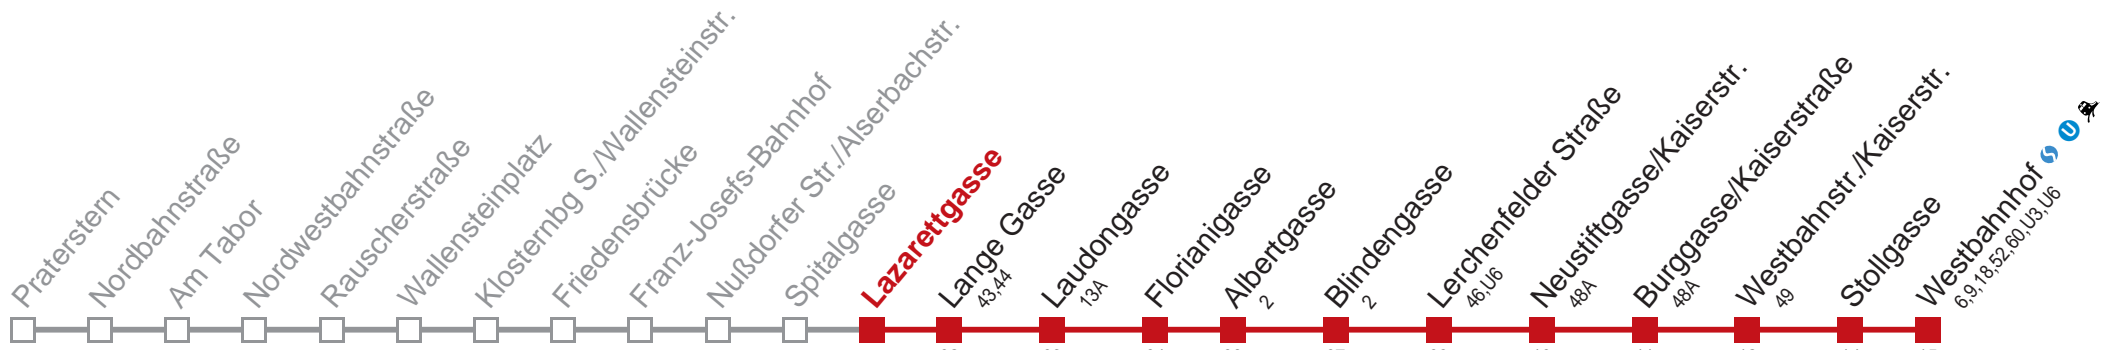 Praterstern
Nordbahnstraße
Am Tabor
Nordwestbahnstraße
Rauscherstraße
Wallensteinplatz
Klosternbg S./Wallensteinstr.
Friedensbrücke
Franz-Josefs-Bahnhof
Nußdorfer Str./Alserbachstr.
Spitalgasse
Lazarettgasse
Lange Gasse
43,44
Laudongasse
13A
Florianigasse
Albertgasse
2
Blindengasse
2
Lerchenfelder Straße
46,U6
Neustiftgasse/Kaiserstr.
48A
Burggasse/Kaiserstraße
48A
Westbahnstr./Kaiserstr.
49
Stollgasse
Westbahnhof
U
6,9,18,52,60,U3,U6